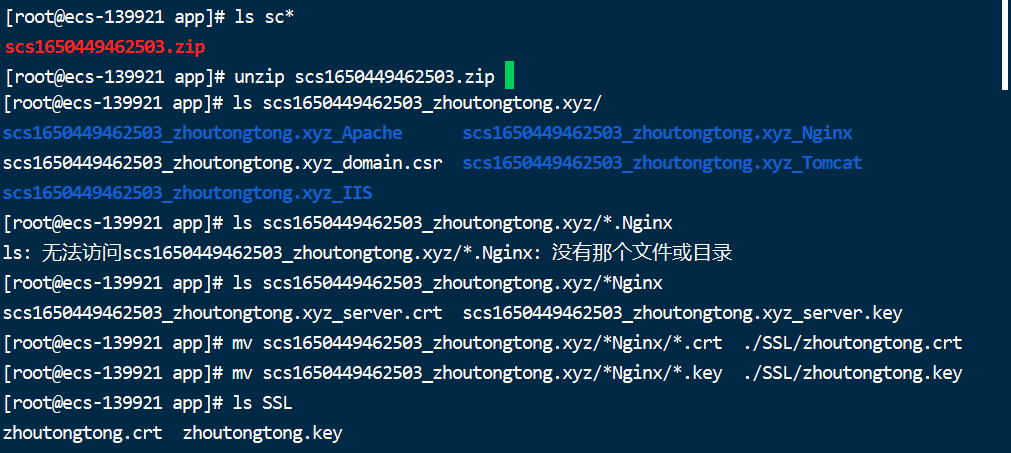 [root@ecs-139921 app]# ls sc*
scs1650449462503.zip
[root@ecs-139921 app]# unzip scs1650449462503.zip
[root@ecs-139921 app]# ls scs1650449462503_zhoutongtong.xyz/
scs1650449462503_zhoutongtong.xyz_Apache scs1650449462503_zhoutongtong.xyz_Nginx
scs1650449462503_zhoutongtong.xyz_domain.csr scs1650449462503_zhoutongtong.xyz_Tomcat
scs1650449462503_zhoutongtong.xyz_IIS
[root@ecs-139921 app]# ls scs1650449462503_zhoutongtong.xyz/*.Nginx
ls: 无法访问scs1650449462503_zhoutongtong.xyz/*.Nginx: 没有那个文件或目录
[root@ecs-139921 app]# ls scs1650449462503_zhoutongtong.xyz/*Nginx
scs1650449462503_zhoutongtong.xyz_server.crt scs1650449462503_zhoutongtong.xyz_server.key
[root@ecs-139921 app]# mv scs1650449462503_zhoutongtong.xyz/*Nginx/*.crt ./SSL/zhoutongtong.crt
[root@ecs-139921 app]# mv scs1650449462503_zhoutongtong.xyz/*Nginx/*.key ./SSL/zhoutongtong.key
[root@ecs-139921 app]# ls SSL
zhoutongtong.crt zhoutongtong.key